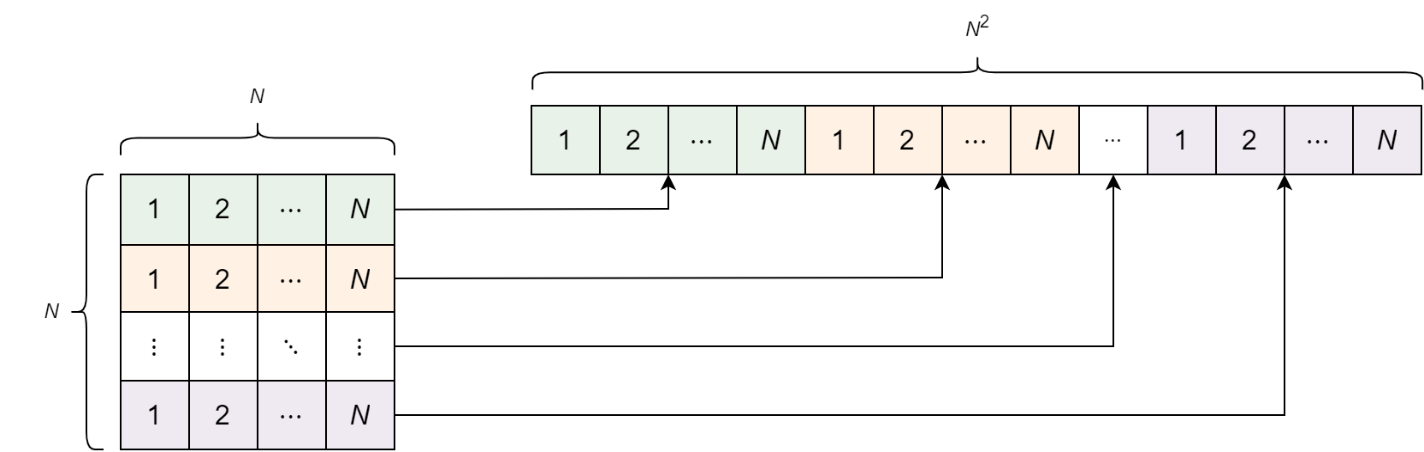 N²
N
1 2 ⋯ N 1 2 ⋯ N ⋯ 1 2 ⋯ N
N
1 2 ⋯ N
1 2 ⋯ N
⋮ ⋮ ⋱ ⋮
1 2 ⋯ N